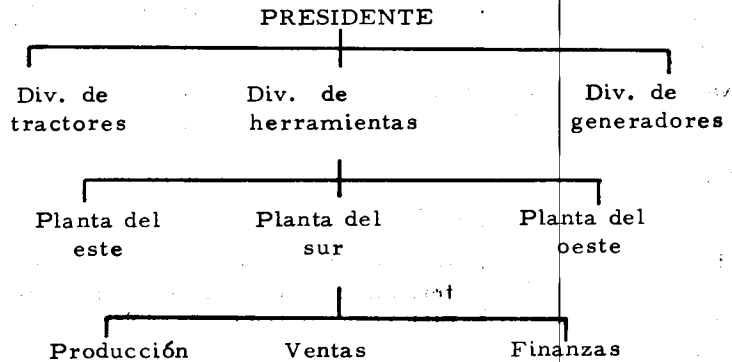 PRESIDENTE
Div. de Div. de Div. de
tractores herramientas generadores
Planta del Planta del Planta del
este sur oeste
Producción Ventas Finanzas